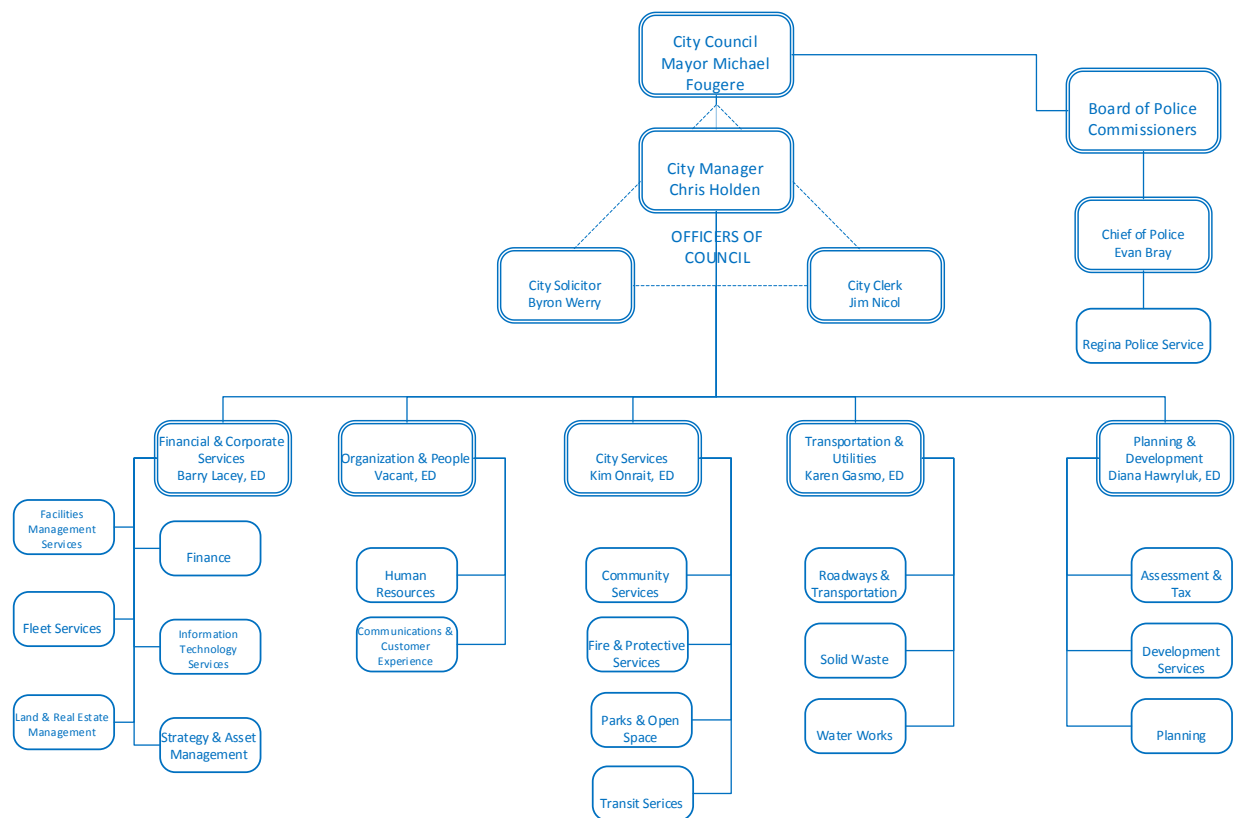 City Council
Mayor Michael
Fougere
Board of Police
Commissioners
City Manager
Chris Holden
Chief of Police
Evan Bray
OFFICERS OF
COUNCIL
City Solicitor
Byron Werry
City Clerk
Jim Nicol
Regina Police Service
Financial & Corporate
Services
Barry Lacey, ED
Organization & People
Vacant, ED
City Services
Kim Onrait, ED
Transportation &
Utilities
Karen Gasmo, ED
Planning &
Development
Diana Hawryluk, ED
Facilities
Management
Services
Finance
Fleet Services
Information
Technology
Services
Land & Real Estate
Management
Strategy & Asset
Management
Human
Resources
Communications &
Customer
Experience
Community
Services
Fire & Protective
Services
Parks & Open
Space
Transit Serices
Roadways &
Transportation
Solid Waste
Water Works
Assessment &
Tax
Development
Services
Planning